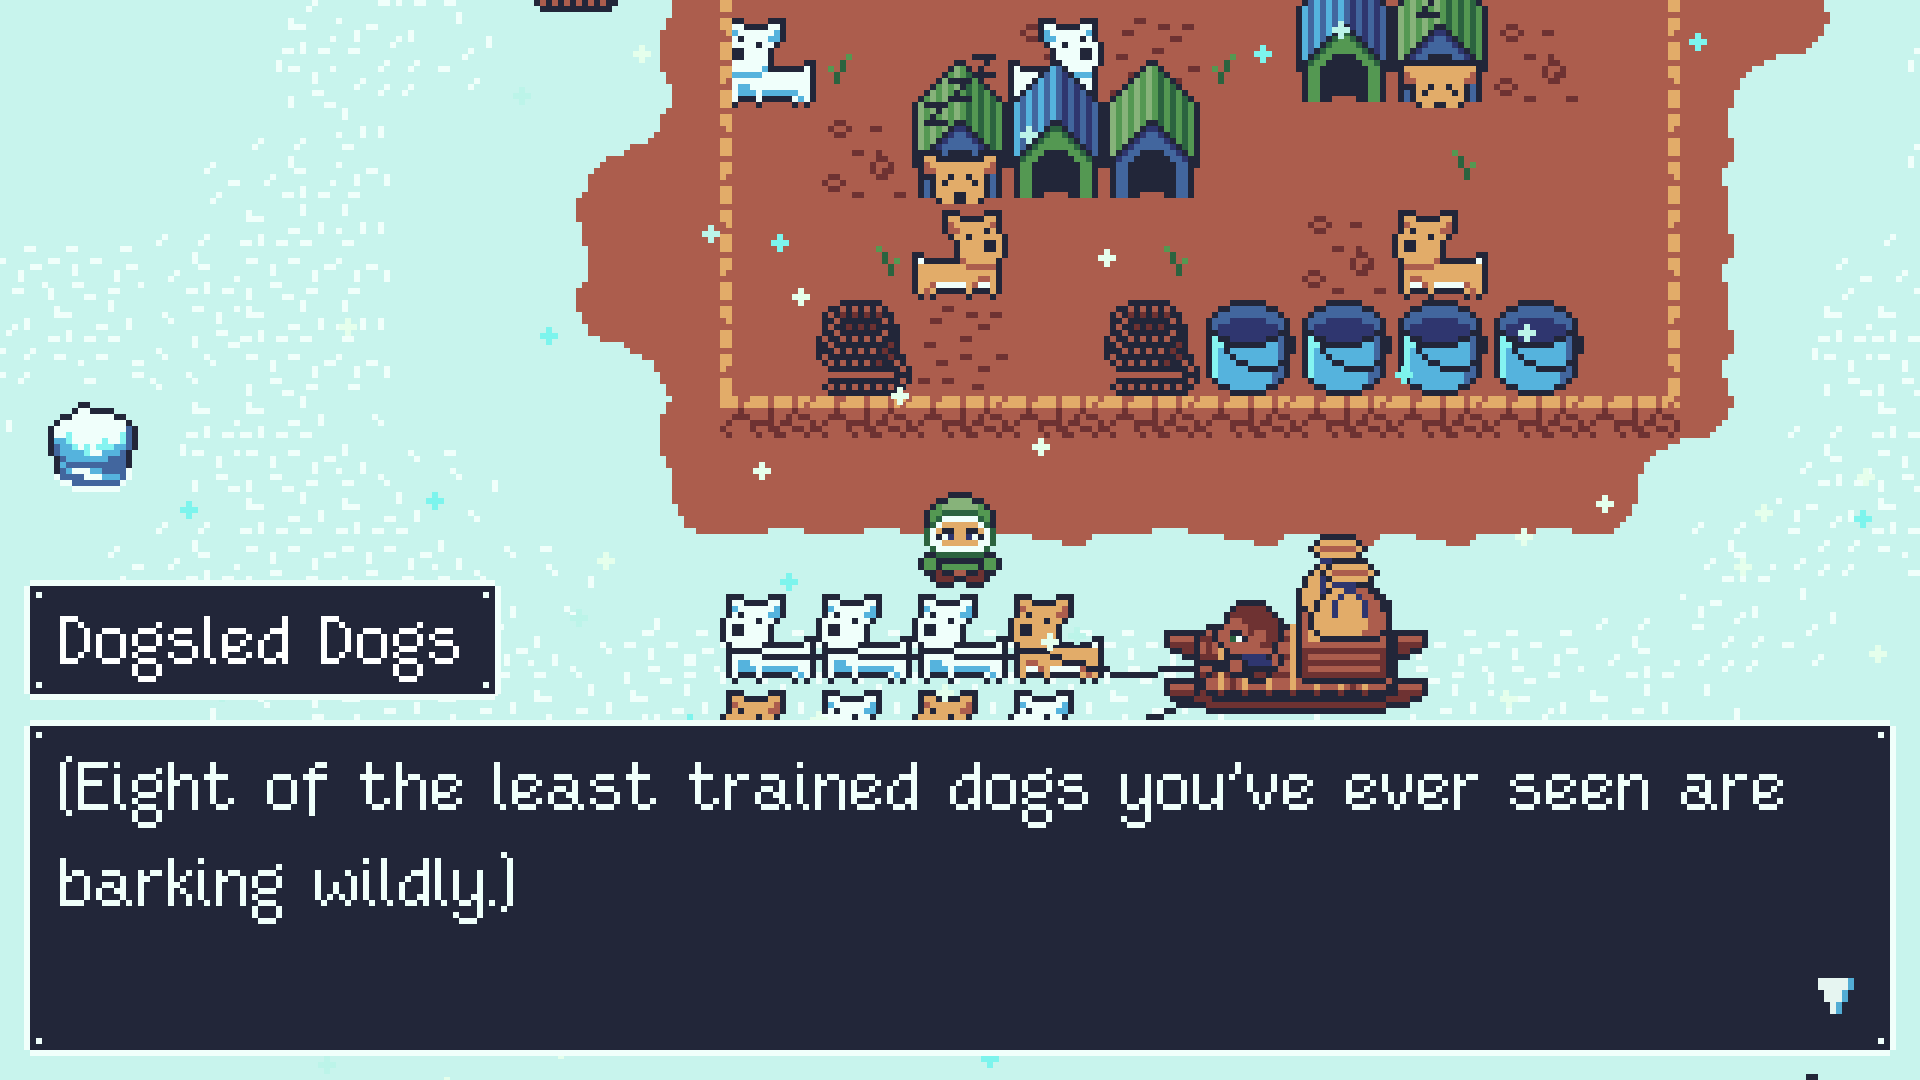 z
z
z
z
Dogsled Dogs
(Eight of the least trained dogs you've ever seen are
barking wildly.)